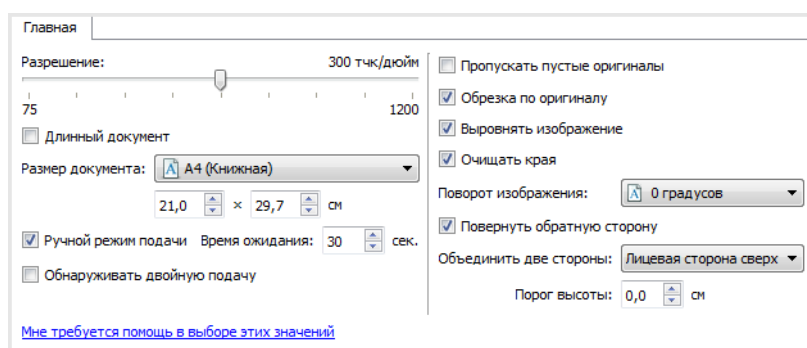 Главная
Разрешение: 300 тчк/дюйм
75 1200
Длинный документ
Размер документа: A4 (Книжная)
21,0 × 29,7 см
Ручной режим подачи Время ожидания: 30 сек.
Обнаруживать двойную подачу
Мне требуется помощь в выборе этих значений
Пропускать пустые оригиналы
Обрезка по оригиналу
Выровнять изображение
Очищать края
Поворот изображения: 0 градусов
Повернуть обратную сторону
Объединить две стороны: Лицевая сторона сверх
Порог высоты: 0,0 см